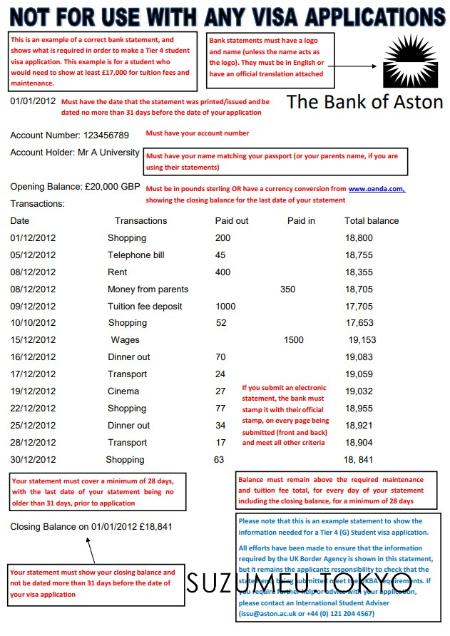 NOT FOR USE WITH ANY VISA APPLICATIONS
This is an example of a correct bank statement, and
shows what is required in order to make a Tier 4 student
visa application. This example is for a student who
would need to show at least £17,000 for tuition fees and
maintenance.
Bank statements must have a logo
and name (unless the name acts as
the logo). They must be in English or
have an official translation attached
The Bank of Aston
01/01/2012 Must have the date that the statement was printed/issued and be
dated no more than 31 days before the date of your application
Account Number: 123456789 Must have your account number
Account Holder: Mr A University Must have your name matching your passport (or your parents name, if you are
using their statements)
Opening Balance: £20,000 GBP Must be in pounds sterling OR have a currency conversion from www.oanda.com,
showing the closing balance for the last date of your statement
Transactions:
Date Transactions Paid out Paid in Total balance
01/12/2012 Shopping 200 18,800
05/12/2012 Telephone bill 45 18,755
08/12/2012 Rent 400 18,355
08/12/2012 Money from parents 350 18,705
09/12/2012 Tuition fee deposit 1000 17,705
10/10/2012 Shopping 52 17,653
15/12/2012 Wages 1500 19,153
16/12/2012 Dinner out 70 19,083
17/12/2012 Transport 24 19,059
19/12/2012 Cinema 27 19,032
22/12/2012 Shopping 77 18,955
25/12/2012 Dinner out 34 18,921
28/12/2012 Transport 17 18,904
30/12/2012 Shopping 63 18, 841
If you submit an electronic
statement, the bank must
stamp it with their official
stamp, on every page being
submitted (front and back)
and meet all other criteria
Your statement must cover a minimum of 28 days,
with the last date of your statement being no
older than 31 days, prior to application
Balance must remain above the required maintenance
and tuition fee total, for every day of your statement
including the closing balance, for a minimum of 28 days
Closing Balance on 01/01/2012 £18,841
Your statement must show your closing balance and
not be dated more than 31 days before the date of
your visa application
Please note that this is an example statement to show the
information needed for a Tier 4 (G) Student visa application.
All efforts have been made to ensure that the information
required by the UK Border Agency is shown in this statement,
but it remains the applicants responsibility to check that the
statements being submitted meet the UKBA requirements. If
you require further help or advice with your application,
please contact an International Student Adviser
(issu@aston.ac.uk or +44 (0) 121 204 4567)
SUZUMEU TOKYO